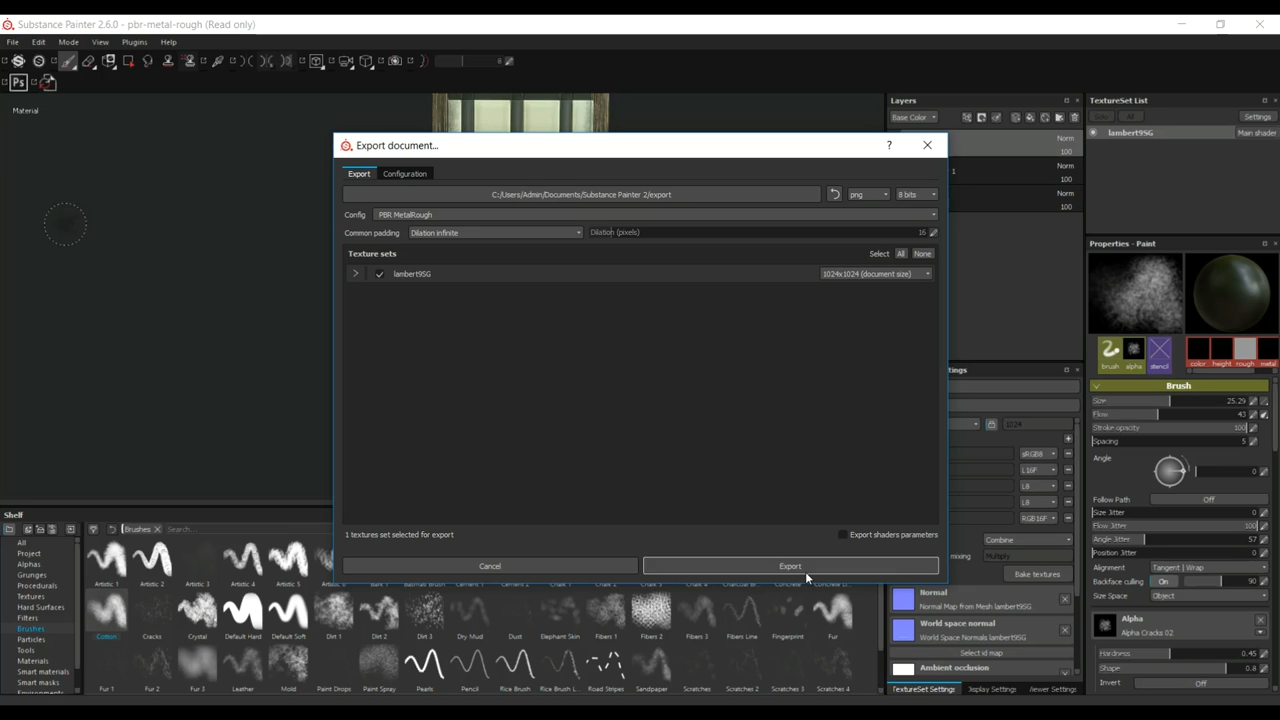 Substance Painter 2.6.0 - pbr-metal-rough (Read only)
File Edit Mode View Plugins Help
8
Ps
Material
Layers
Base Color
Norm
100
1 Norm
100
Norm
100
TextureSet List
Solo All Settings
lambert9SG Main shader
Export document...
?
Export Configuration
C:/Users/Admin/Documents/Substance Painter 2/export png 8 bits
Config PBR MetalRough
Common padding Dilation infinite Dilation (pixels) 16
Texture sets Select All None
lambert9SG 1024x1024 (document size)
1 textures set selected for export Export shaders parameters
Cancel Export
Properties - Paint
brush alpha stencil color height rough metal
Brush
Size 25.29
Flow 43
Stroke opacity 100
Spacing 5
Angle
0
Follow Path Off
Size Jitter 0
Flow Jitter 100
Angle Jitter 57
Position Jitter 0
Alignment Tangent | Wrap
Backface culling On 90
Size Space Object
Alpha
Alpha Cracks 02
Hardness 0.45
Shape 0.8
Invert Off
ttings
1024
sRGB8
L16F
L8
L8
RGB16F
Combine
mixing Multiply
Bake textures
Normal
Normal Map from Mesh lambert9SG
World space normal
World Space Normals lambert9SG
Select id map
Ambient occlusion
TextureSet Settings Display Settings Viewer Settings
Shelf
Brushes Search...
All
Project
Alphas
Grunges
Procedurals
Textures
Hard Surfaces
Filters
Brushes
Particles
Tools
Materials
Smart materials
Smart masks
Environments
Artistic 1 Artistic 2
Cotton Cracks Crystal Default Hard Default Soft Dirt 1 Dirt 2 Dirt 3 Dry Mud Dust Elephant Skin Fibers 1 Fibers 2 Fibers 3 Fibers Line Fingerprint Fur
Fur 1 Fur 2 Fur 3 Leather Mold Paint Drops Paint Spray Pearls Pencil Rice Brush Rice Brush L... Road Stripes Sandpaper Scratches Scratches 2 Scratches 3 Scratches 4